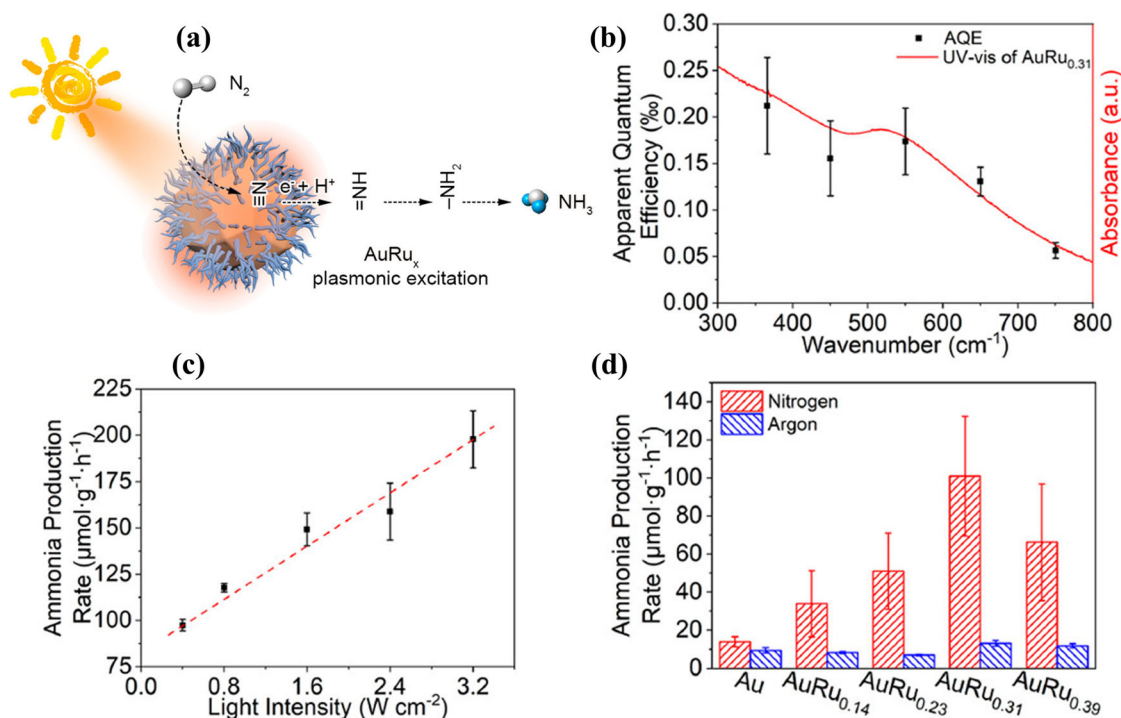 (a)
N₂
≡N
e⁻+ H⁺
=NH
−NH₂
NH₃
AuRuₓ
plasmonic excitation
(b)
Apparent Quantum
Efficiency (‰)
0.30
0.25
0.20
0.15
0.10
0.05
0.00
AQE
UV-vis of AuRu₀.₃₁
Absorbance (a.u.)
300 400 500 600 700 800
Wavenumber (cm⁻¹)
(c)
Ammonia Production
Rate (μmol·g⁻¹·h⁻¹)
225
200
175
150
125
100
75
0.0 0.8 1.6 2.4 3.2
Light Intensity (W cm⁻²)
(d)
Ammonia Production
Rate (μmol·g⁻¹·h⁻¹)
140
120
100
80
60
40
20
0
Nitrogen
Argon
Au AuRu₀.₁₄ AuRu₀.₂₃ AuRu₀.₃₁ AuRu₀.₃₉